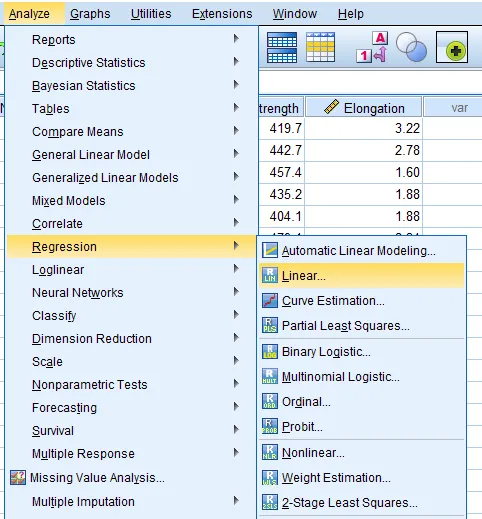 Analyze Graphs Utilities Extensions Window Help
Reports
Descriptive Statistics
Bayesian Statistics
Tables
trength Elongation var
Compare Means
419.7 3.22
General Linear Model
442.7 2.78
Generalized Linear Models
457.4 1.60
Mixed Models
435.2 1.88
Correlate
404.1 1.88
Regression
Automatic Linear Modeling...
Loglinear
Linear...
Neural Networks
Curve Estimation...
Classify
Partial Least Squares...
Dimension Reduction
Binary Logistic...
Scale
Multinomial Logistic...
Nonparametric Tests
Ordinal...
Forecasting
Probit...
Survival
Nonlinear...
Multiple Response
Weight Estimation...
Missing Value Analysis...
2-Stage Least Squares...
Multiple Imputation